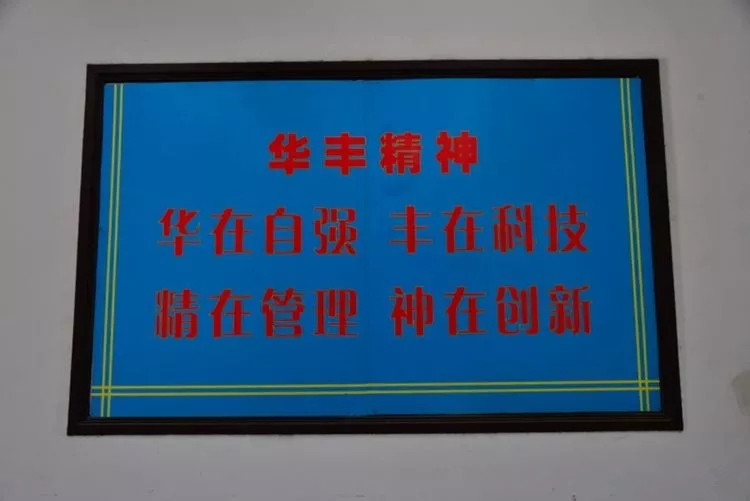 华丰精神
华在自强 丰在科技
精在管理 神在创新